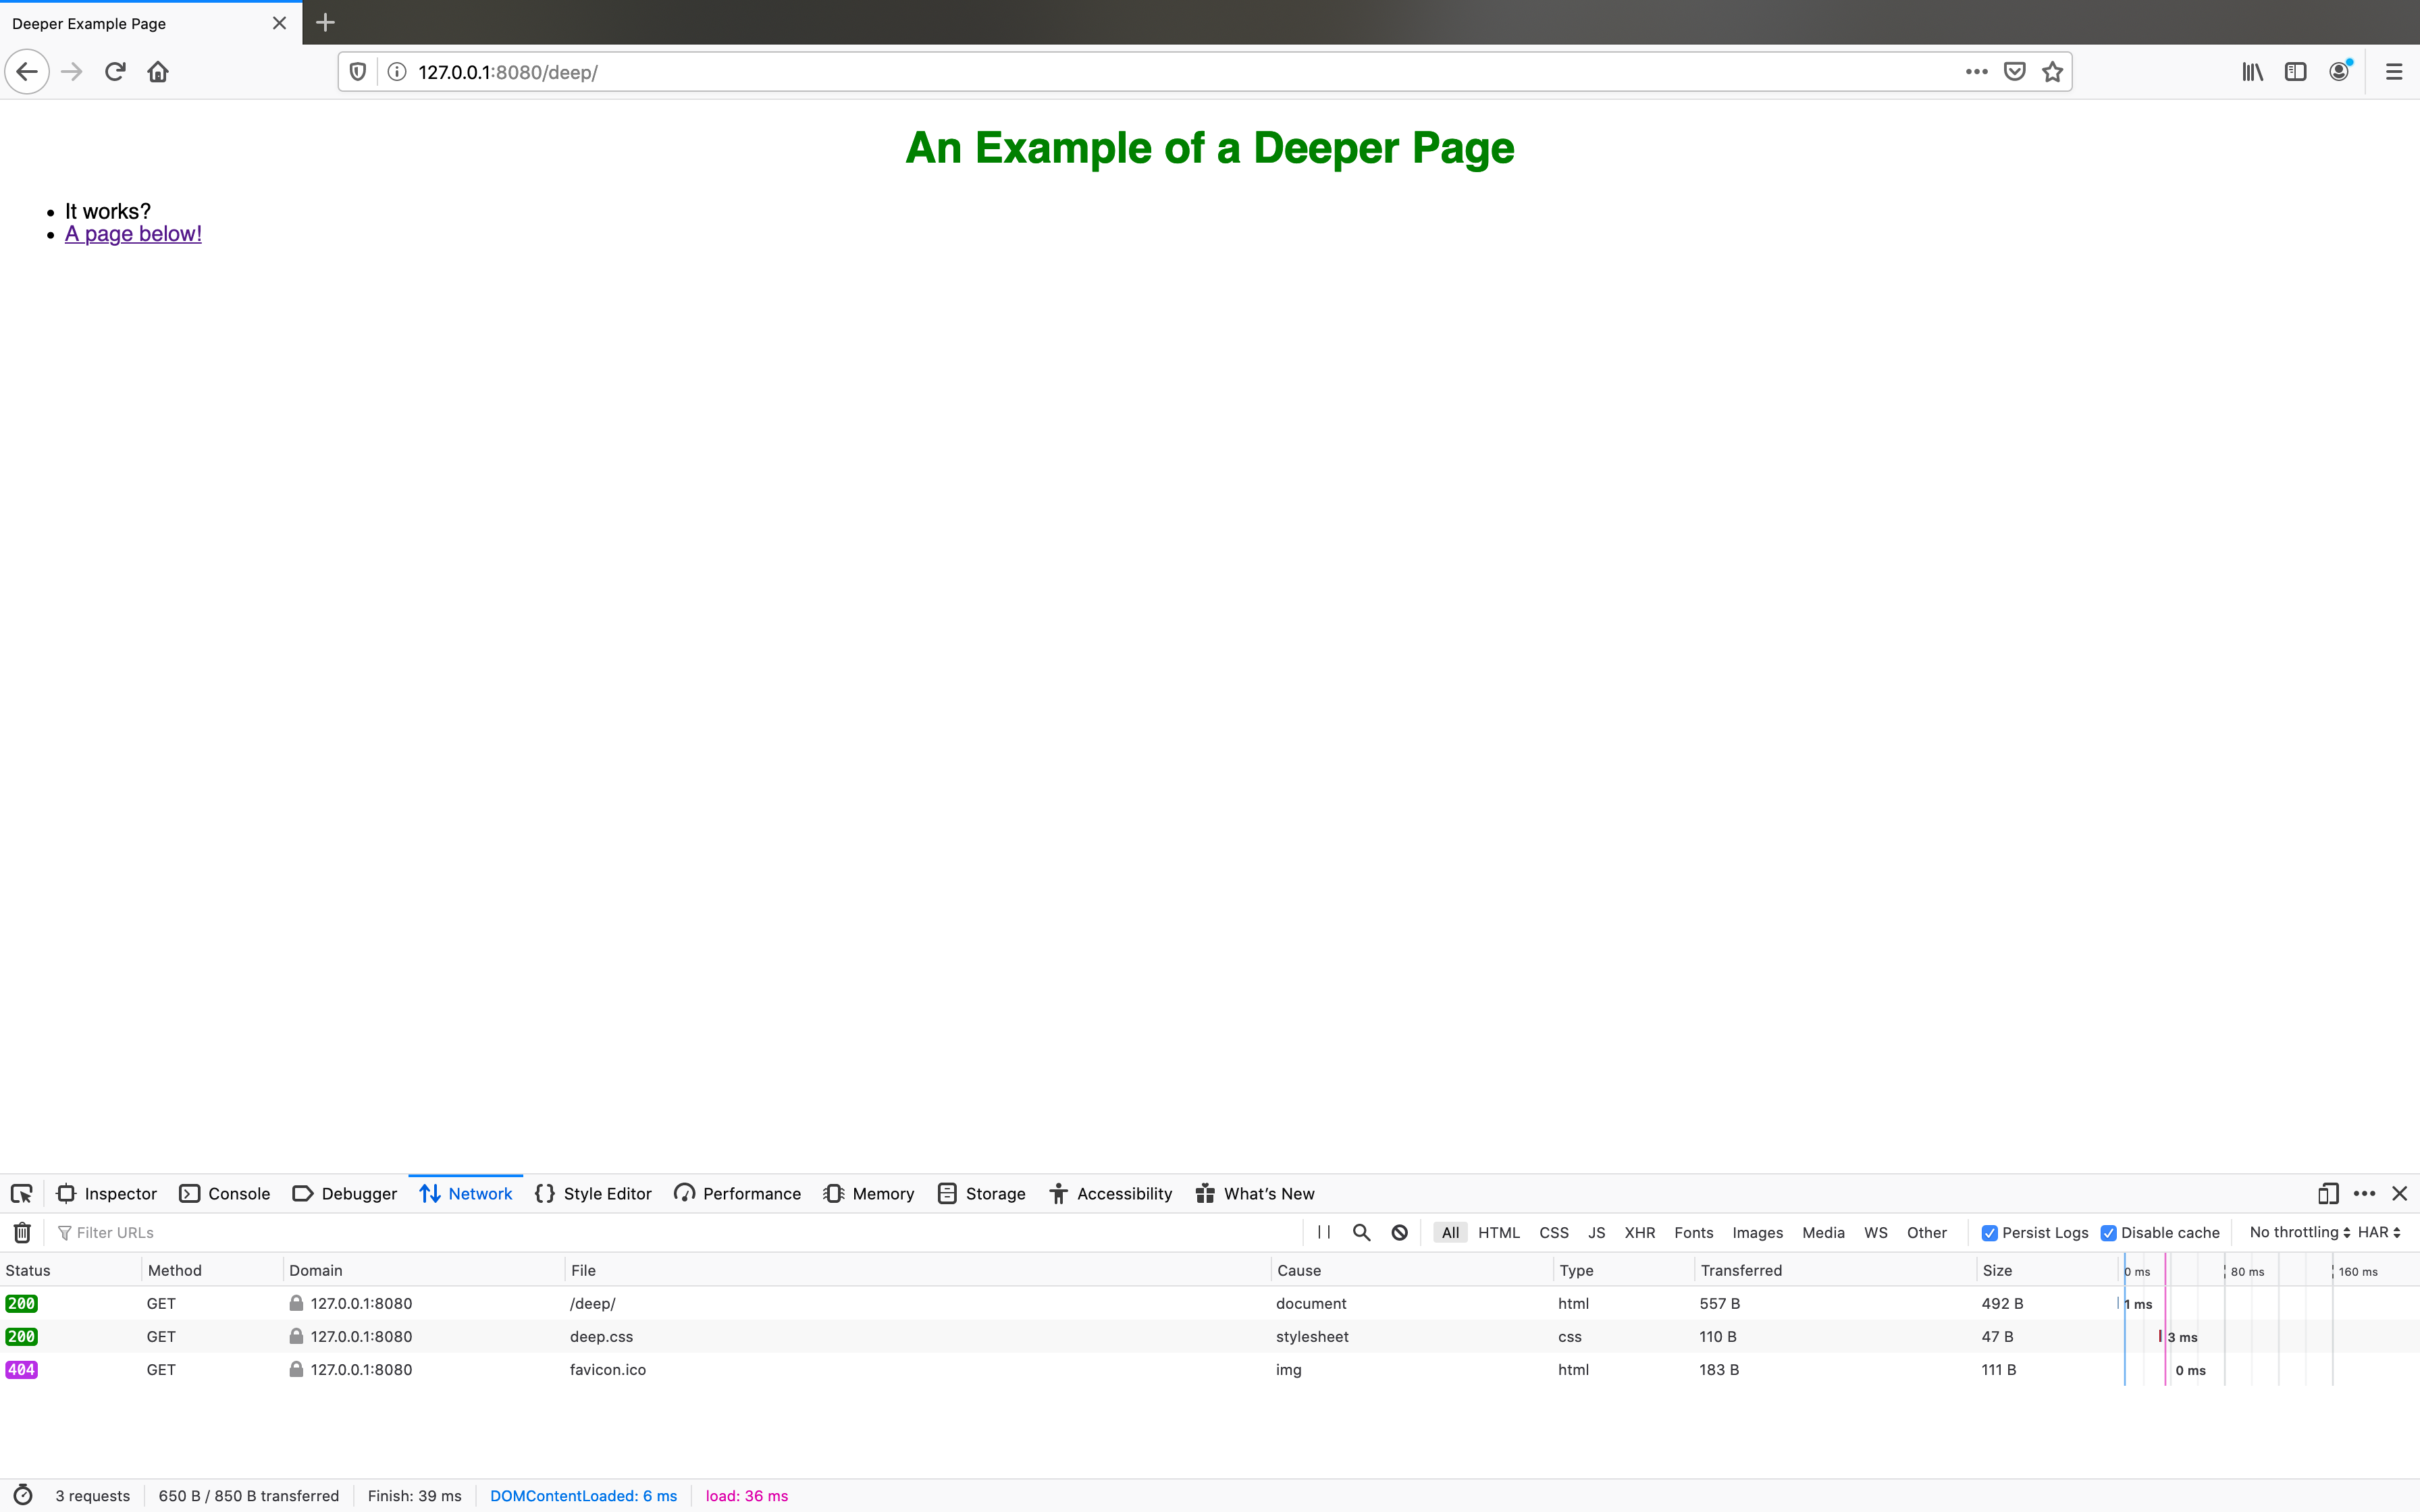 Deeper Example Page
127.0.0.1:8080/deep/
An Example of a Deeper Page
• It works?
• A page below!
Inspector Console Debugger Network Style Editor Performance Memory Storage Accessibility What's New
Filter URLs All HTML CSS JS XHR Fonts Images Media WS Other Persist Logs Disable cache No throttling HAR
Status Method Domain File Cause Type Transferred Size 0 ms 80 ms 160 ms
200 GET 127.0.0.1:8080 /deep/ document html 557 B 492 B 1 ms
200 GET 127.0.0.1:8080 deep.css stylesheet css 110 B 47 B 3 ms
404 GET 127.0.0.1:8080 favicon.ico img html 183 B 111 B 0 ms
3 requests 650 B / 850 B transferred Finish: 39 ms DOMContentLoaded: 6 ms load: 36 ms